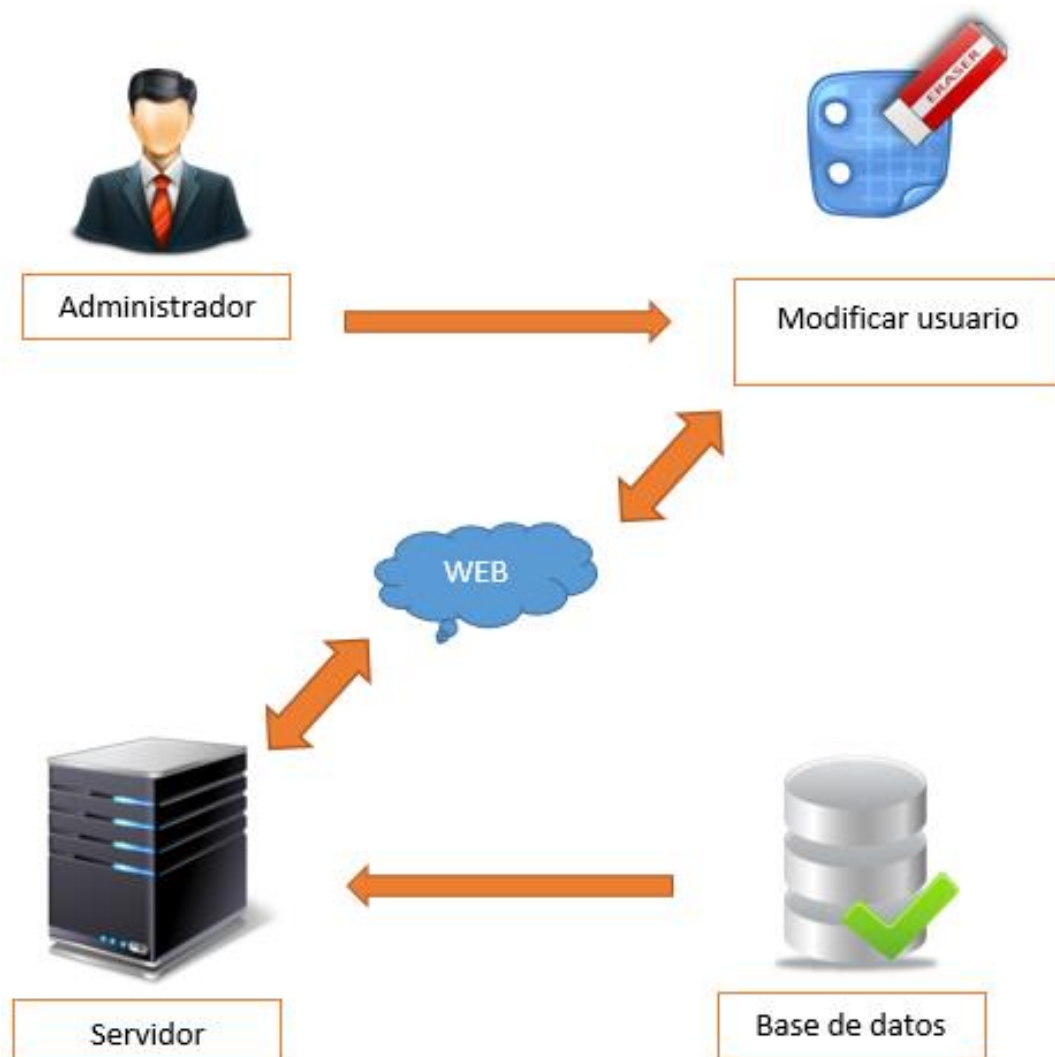 ERASER
Administrador
Modificar usuario
WEB
Servidor
Base de datos